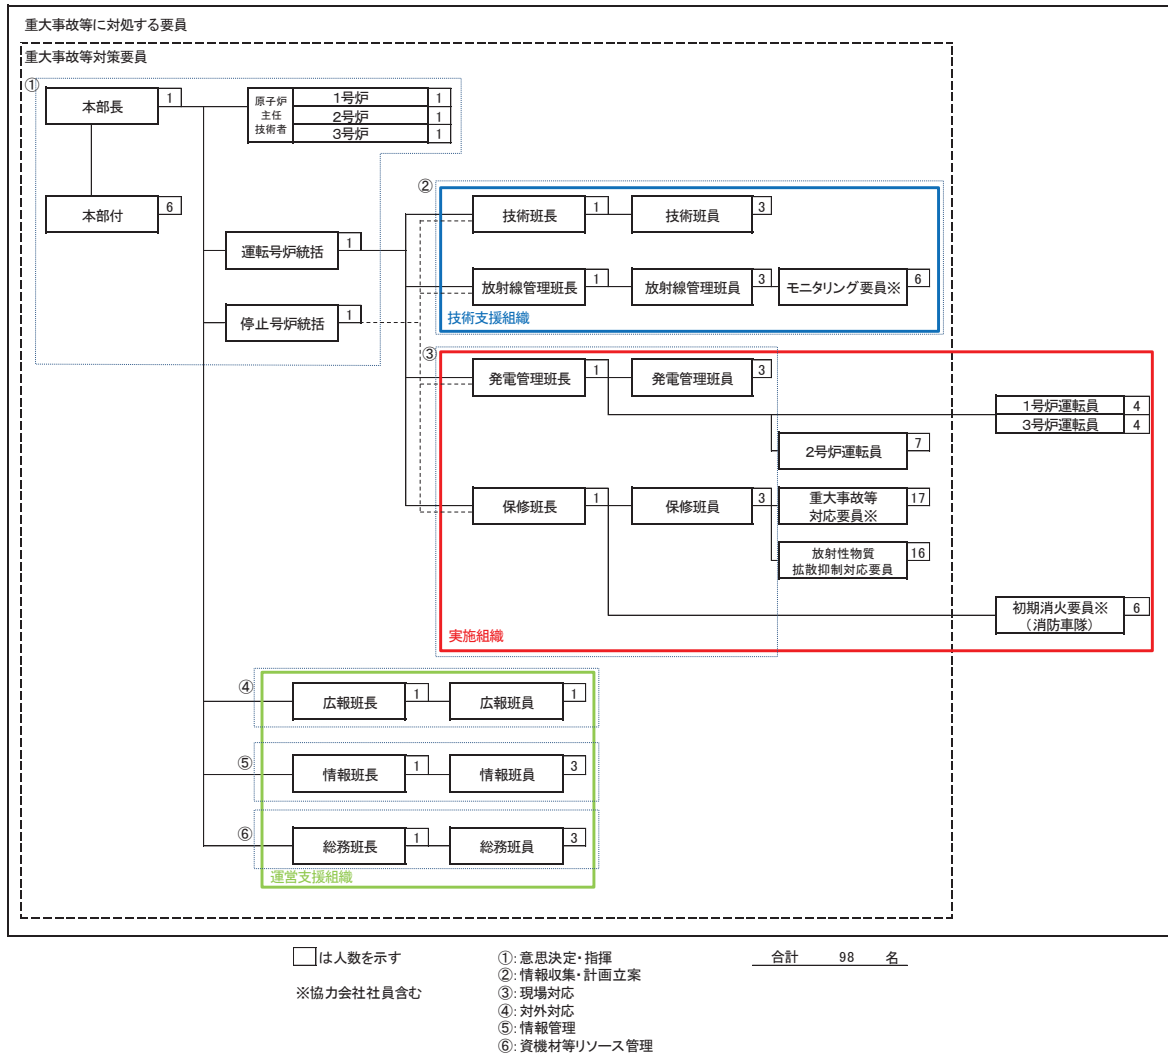 重大事故等に対処する要員
重大事故等対策要員
①
本部長
1
原子炉
主任
技術者
1号炉
1
2号炉
1
3号炉
1
本部付
6
運転号炉統括
1
停止号炉統括
1
②
技術班長
1
技術班員
3
放射線管理班長
1
放射線管理班員
3
モニタリング要員※
6
技術支援組織
③
発電管理班長
1
発電管理班員
3
1号炉運転員
4
3号炉運転員
4
2号炉運転員
7
保修班長
1
保修班員
3
重大事故等
対応要員※
17
放射性物質
拡散抑制対応要員
16
初期消火要員※
(消防車隊)
6
実施組織
④
広報班長
1
広報班員
1
⑤
情報班長
1
情報班員
3
⑥
総務班長
1
総務班員
3
運営支援組織
は人数を示す
※協力会社社員含む
①:意思決定・指揮
②:情報収集・計画立案
③:現場対応
④:対外対応
⑤:情報管理
⑥:資機材等リソース管理
合計 98 名